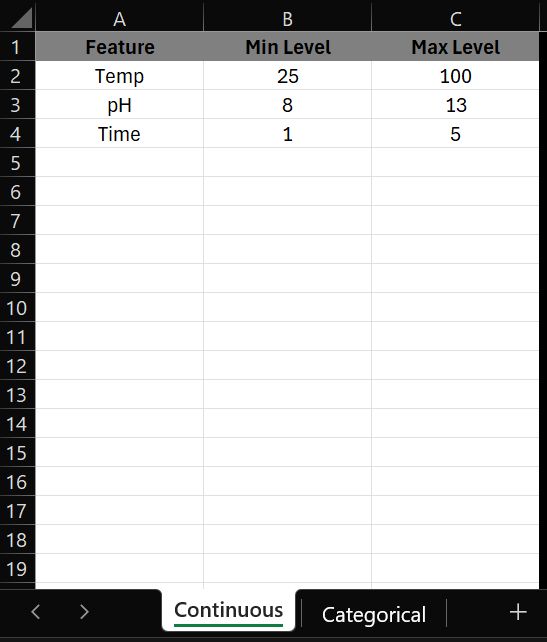 A B C
1 Feature Min Level Max Level
2 Temp 25 100
3 pH 8 13
4 Time 1 5
5
6
7
8
9
10
11
12
13
14
15
16
17
18
19
Continuous Categorical